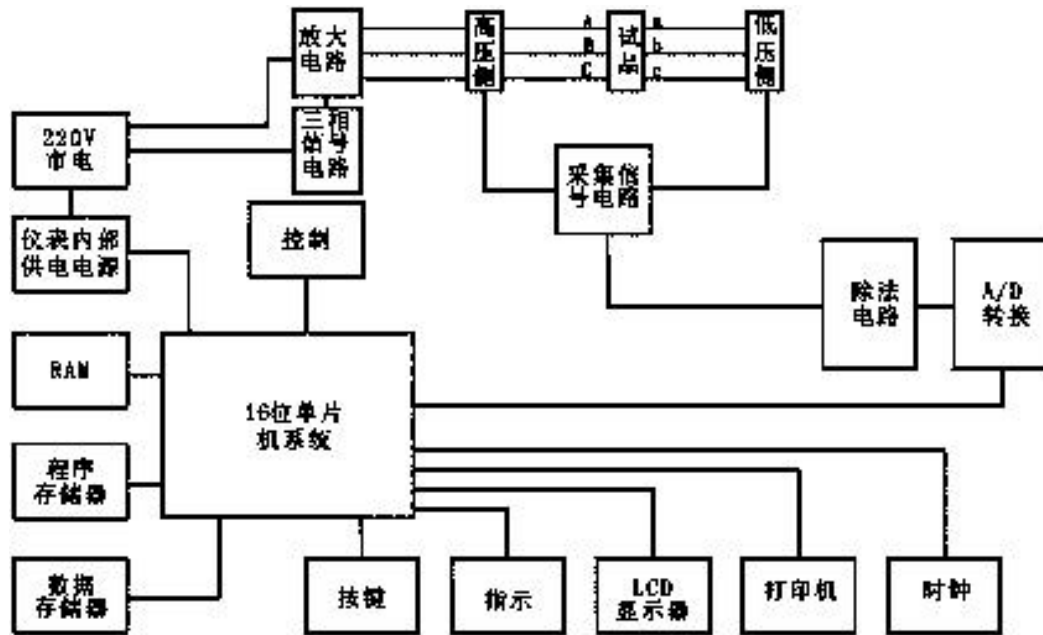 放大
电路
高
压
侧
A
B
C
试
品
a
b
c
低
压
侧
220V
市电
三相
信号
电路
采集信
号电路
仪表内部
供电电源
控制
除法
电路
A/D
转换
RAM
16位单片
机系统
程序
存储器
数据
存储器
按键
指示
LCD
显示器
打印机
时钟